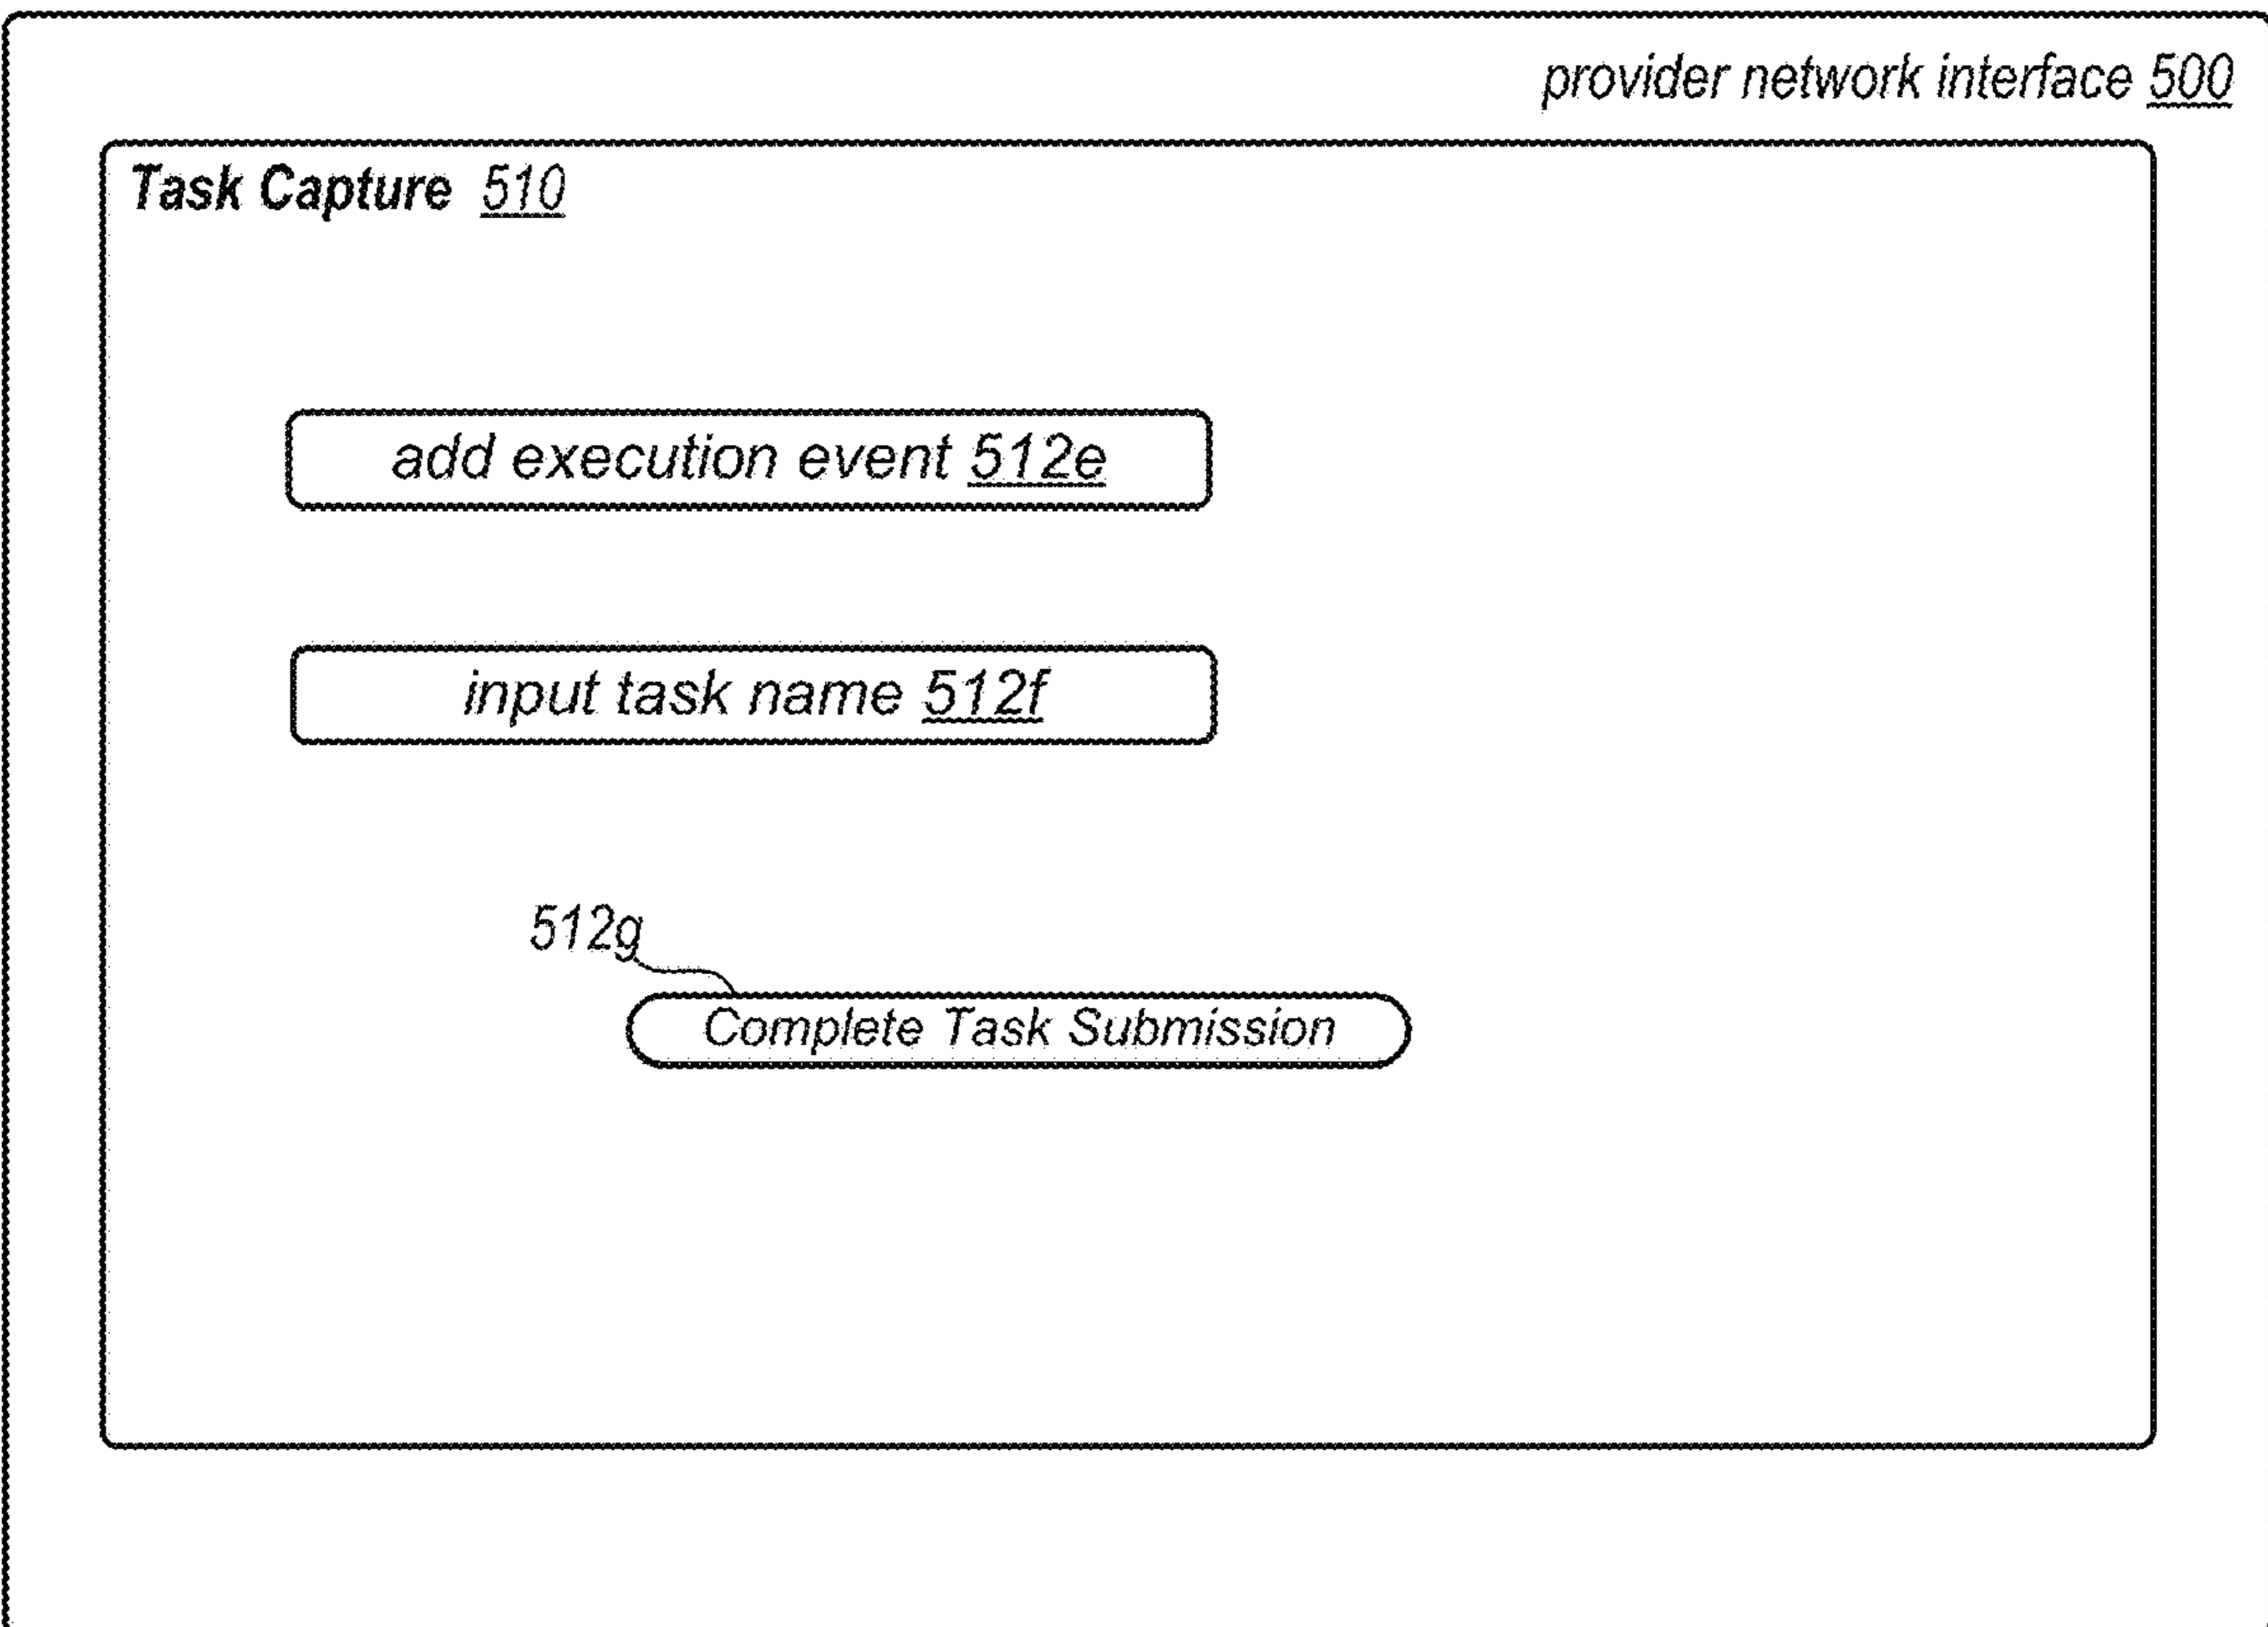 provider network interface 500
Task Capture 510
add execution event 512e
input task name 512f
512g
Complete Task Submission